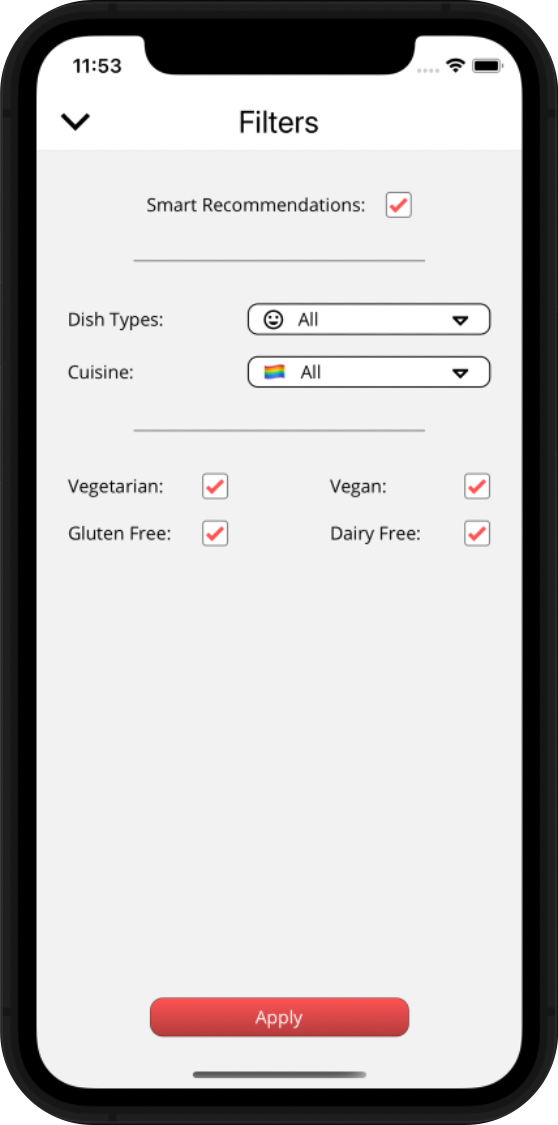 11:53
Filters
Smart Recommendations:
Dish Types: All
Cuisine: All
Vegetarian: Vegan:
Gluten Free: Dairy Free:
Apply